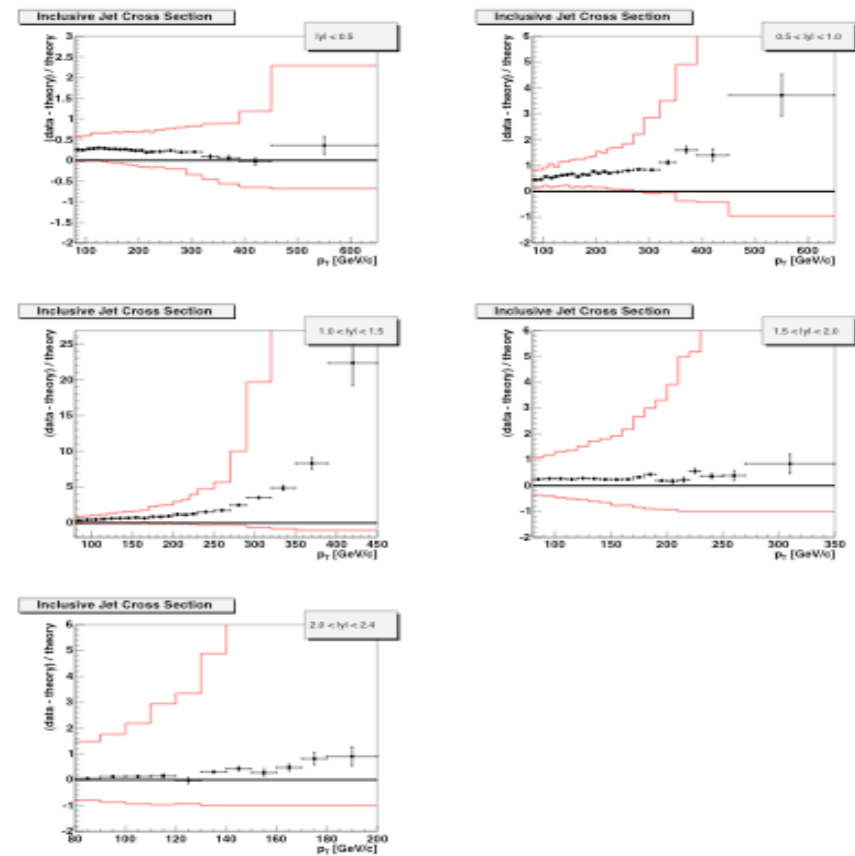 Inclusive Jet Cross Section
|y| < 0.5
(data - theory) / theory
3
2.5
2
1.5
1
0.5
0
-0.5
-1
-1.5
-2
100 200 300 400 500 600
p_T [GeV/c]
Inclusive Jet Cross Section
0.5 < |y| < 1.0
(data - theory) / theory
6
5
4
3
2
1
0
-1
-2
100 200 300 400 500 600
p_T [GeV/c]
Inclusive Jet Cross Section
1.0 < |y| < 1.5
(data - theory) / theory
25
20
15
10
5
0
100 150 200 250 300 350 400 450
p_T [GeV/c]
Inclusive Jet Cross Section
1.5 < |y| < 2.0
(data - theory) / theory
6
5
4
3
2
1
0
-1
-2
100 150 200 250 300 350
p_T [GeV/c]
Inclusive Jet Cross Section
2.0 < |y| < 2.4
(data - theory) / theory
6
5
4
3
2
1
0
-1
-2
80 100 120 140 160 180 200
p_T [GeV/c]